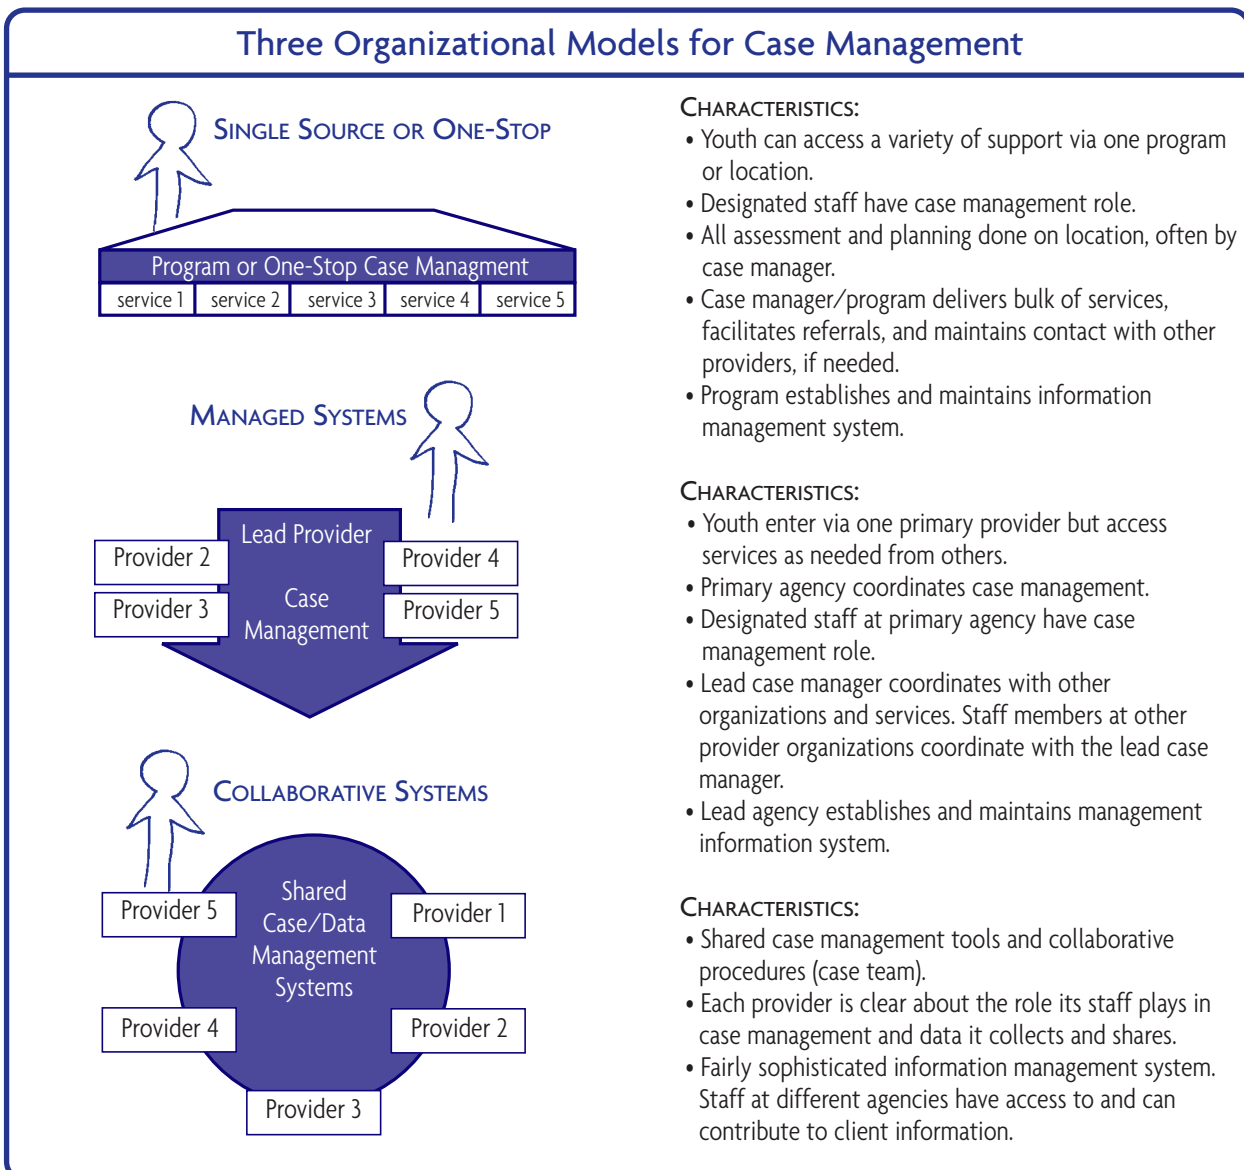 Three Organizational Models for Case Management
SINGLE SOURCE OR ONE-STOP
Program or One-Stop Case Managment
service 1 service 2 service 3 service 4 service 5
CHARACTERISTICS:
• Youth can access a variety of support via one program
or location.
• Designated staff have case management role.
• All assessment and planning done on location, often by
case manager.
• Case manager/program delivers bulk of services,
facilitates referrals, and maintains contact with other
providers, if needed.
• Program establishes and maintains information
management system.
MANAGED SYSTEMS
Lead Provider
Case
Management
Provider 2
Provider 3
Provider 4
Provider 5
CHARACTERISTICS:
• Youth enter via one primary provider but access
services as needed from others.
• Primary agency coordinates case management.
• Designated staff at primary agency have case
management role.
• Lead case manager coordinates with other
organizations and services. Staff members at other
provider organizations coordinate with the lead case
manager.
• Lead agency establishes and maintains management
information system.
COLLABORATIVE SYSTEMS
Shared
Case/Data
Management
Systems
Provider 5
Provider 1
Provider 4
Provider 2
Provider 3
CHARACTERISTICS:
• Shared case management tools and collaborative
procedures (case team).
• Each provider is clear about the role its staff plays in
case management and data it collects and shares.
• Fairly sophisticated information management system.
Staff at different agencies have access to and can
contribute to client information.